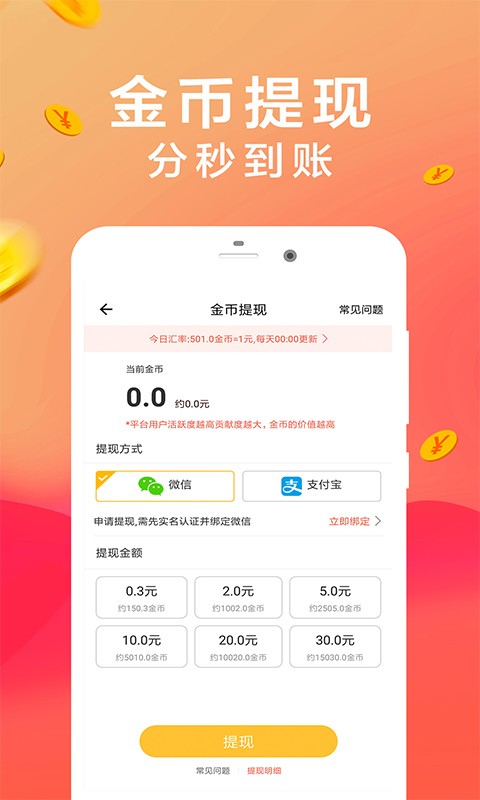 金币提现
分秒到账
金币提现
常见问题
今日汇率:501.0金币=1元,每天00:00更新
当前金币
0.0 约0.0元
*平台用户活跃度越高贡献度越大，金币的价值越高
提现方式
微信
支付宝
申请提现,需先实名认证并绑定微信
立即绑定
提现金额
0.3元 2.0元 5.0元
约150.3金币 约1002.0金币 约2505.0金币
10.0元 20.0元 30.0元
约5010.0金币 约10020.0金币 约15030.0金币
提现
常见问题 提现明细